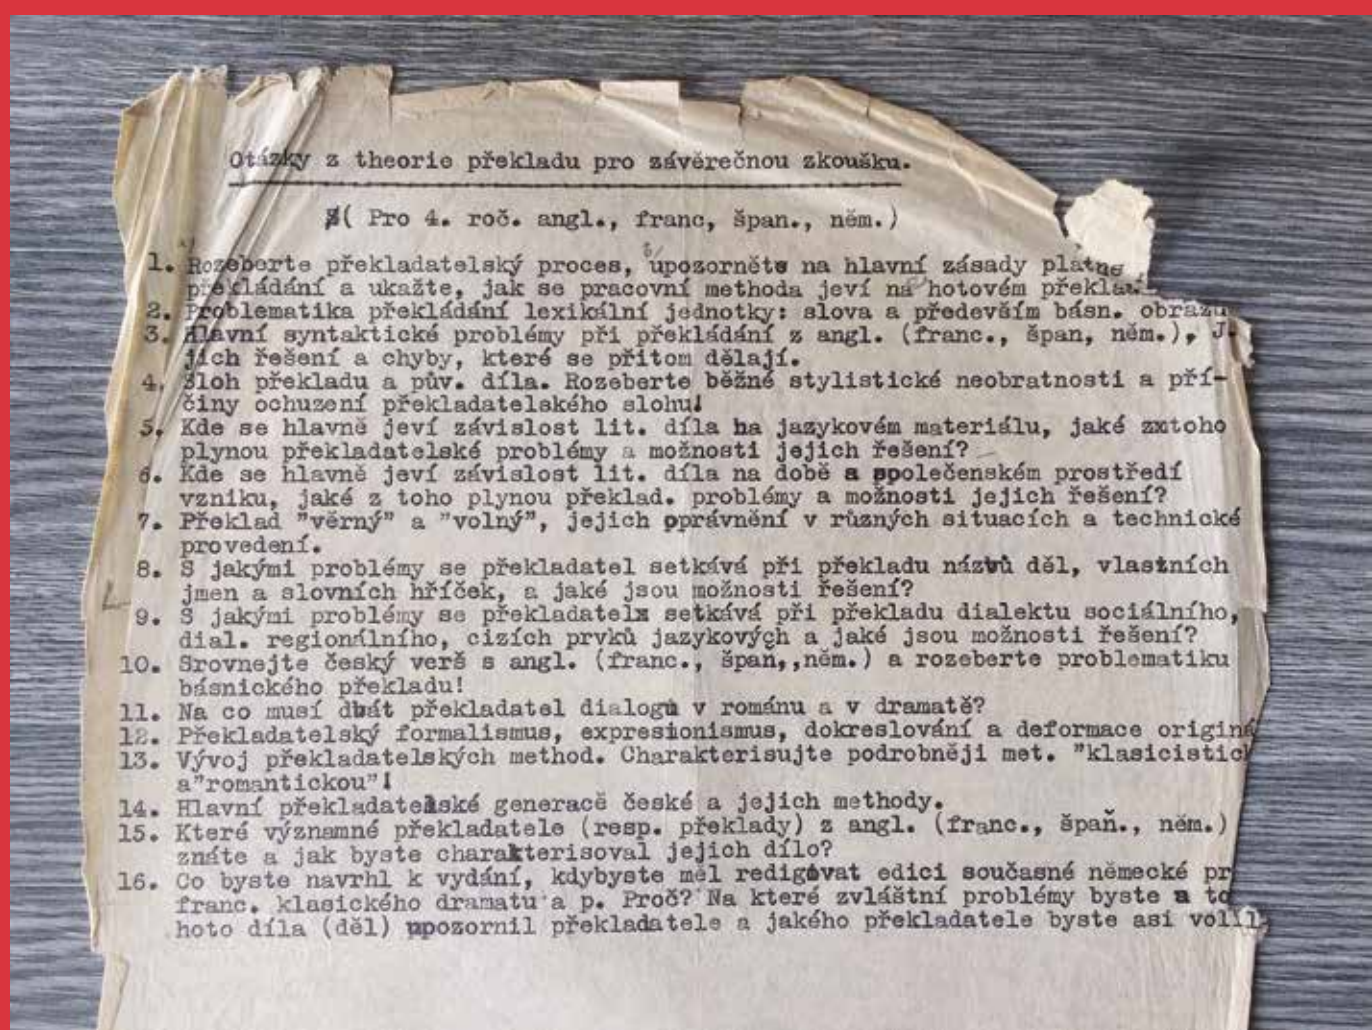 Otázky z theorie překladu pro závěrečnou zkoušku.
( Pro 4. roč. angl., franc, špan., něm.)
1. Rozeberte překladatelský proces, upozorněte na hlavní zásady platné
překládání a ukažte, jak se pracovní methoda jeví na hotovém
2. Problematika překládání lexikální jednotky: slova a především básn. obrazu
3. Hlavní syntaktické problémy při překládání z angl. (franc., špan, něm.), J.
jich řešení a chyby, které se přitom dělají.
4. Sloh překladu a pův. díla. Rozeberte běžné stylistické neobratnosti a pří-
činy ochuzení překladatelského slohu!
5. Kde se hlavně jeví závislost lit. díla na jazykovém materiálu, jaké zxtoho
plynou překladatelské problémy a možnosti jejich řešení?
6. Kde se hlavně jeví závislost lit. díla na době a společenském prostředí
vzniku, jaké z toho plynou překlad. problémy a možnosti jejich řešení?
7. Překlad "věrný" a "volný", jejich oprávnění v různých situacích a technické
provedení.
8. S jakými problémy se překladatel setkává při překladu názvů děl, vlastních
jmen a slovních hříček, a jaké jsou možnosti řešení?
9. S jakými problémy se překladatelx setkává při překladu dialektu sociálního,
dial. regionálního, cizích prvků jazykových a jaké jsou možnosti řešení?
10. Srovnejte český verš s angl. (franc., špan,,něm.) a rozeberte problematiku
básnického překladu!
11. Na co musí dbát překladatel dialogu v románu a v dramatě?
12. Překladatelský formalismus, expresionismus, dokreslování a deformace originá
13. Vývoj překladatelských method. Charakterisujte podrobněji met. "klasicistick
a"romantickou"!
14. Hlavní překladatelské generace české a jejich methody.
15. Které významné překladatele (resp. překlady) z angl. (franc., špaň., něm.)
znáte a jak byste charakterisoval jejich dílo?
16. Co byste navrhl k vydání, kdybyste měl redigovat edici současné německé pr
franc. klasického dramatu a p. Proč? Na které zvláštní problémy byste u to
hoto díla (děl) upozornil překladatele a jakého překladatele byste asi volil